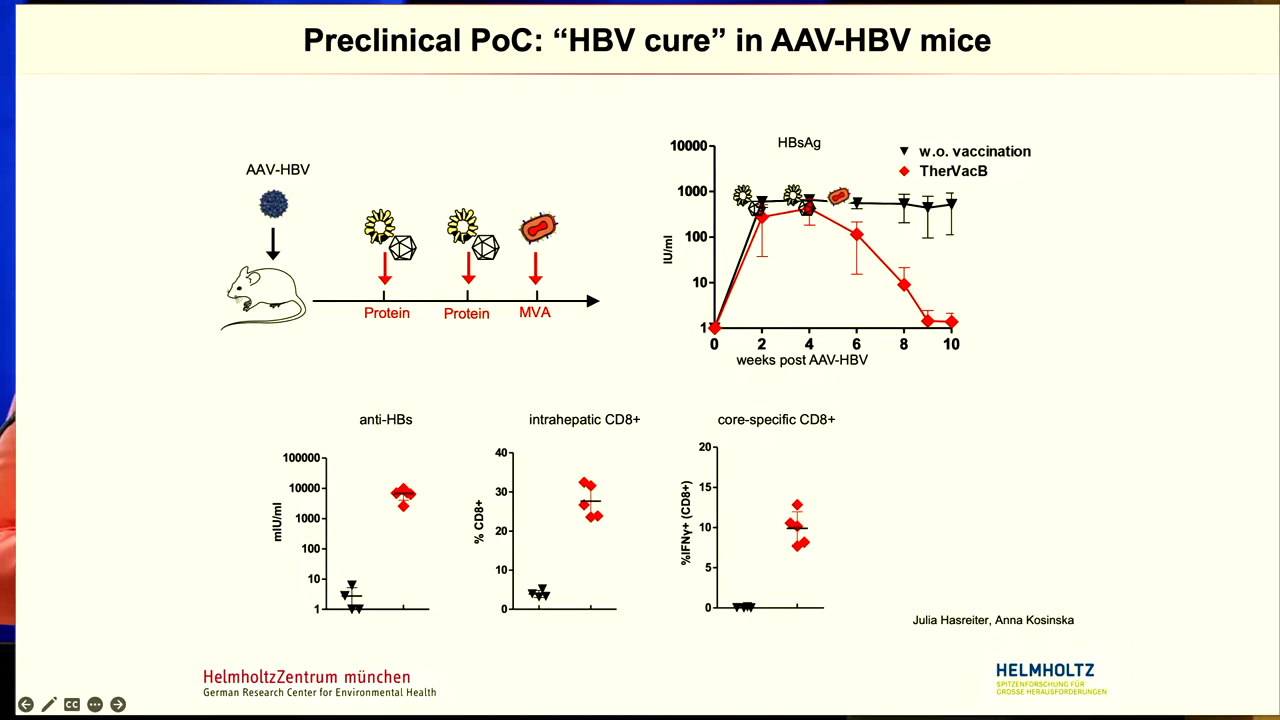 Preclinical PoC: “HBV cure” in AAV-HBV mice
AAV-HBV
Protein
Protein
MVA
HBsAg
w.o. vaccination
TherVacB
IU/ml
10000
1000
100
10
1
0 2 4 6 8 10
weeks post AAV-HBV
anti-HBs
mIU/ml
100000
10000
1000
100
10
1
intrahepatic CD8+
% CD8+
40
30
20
10
0
core-specific CD8+
%IFNγ+ (CD8+)
20
15
10
5
0
Julia Hasreiter, Anna Kosinska
HelmholtzZentrum münchen
German Research Center for Environmental Health
HELMHOLTZ
SPITZENFORSCHUNG FÜR
GROSSE HERAUSFORDERUNGEN
CC